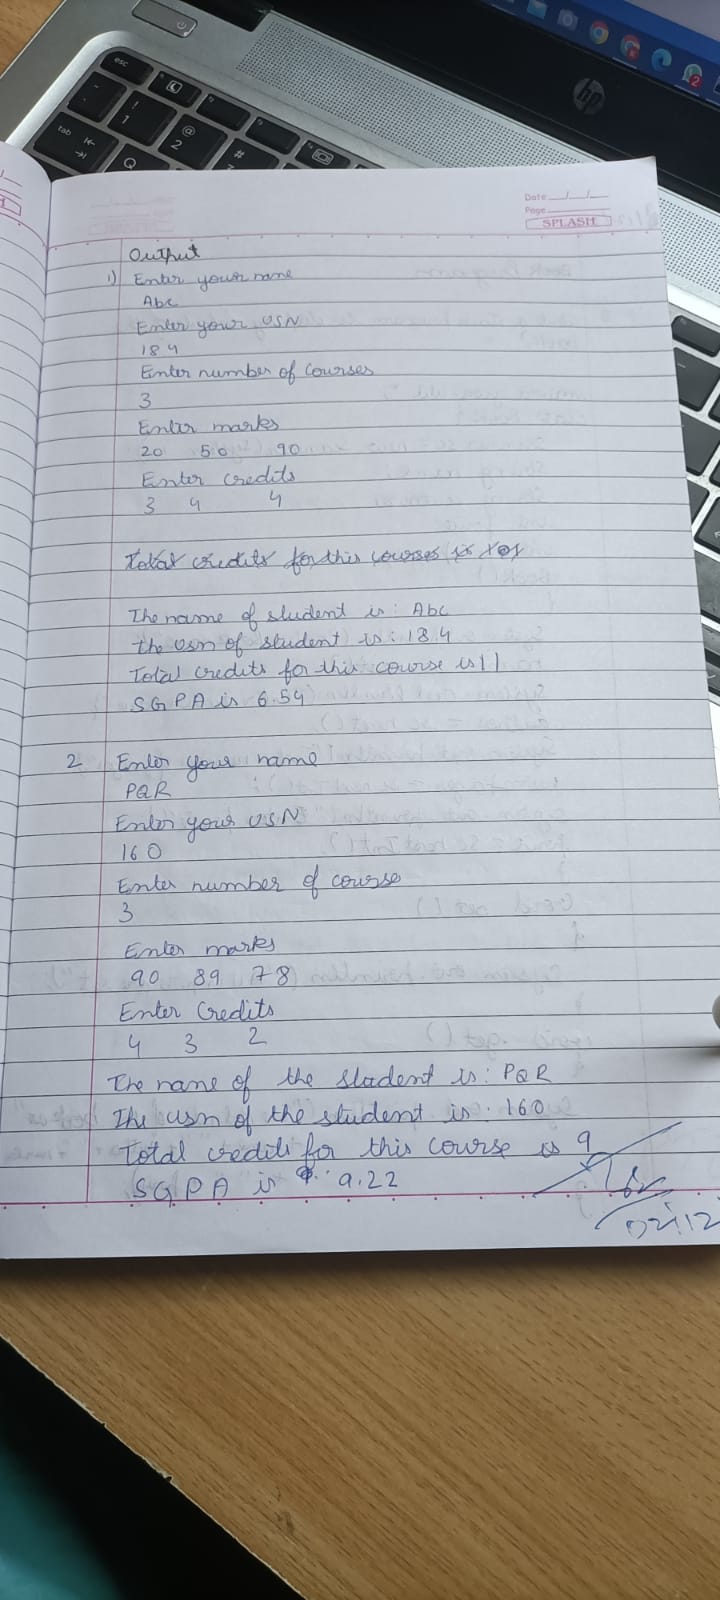 esc
!
1
@
2
#
tab
Q
hp
Date
Page
SPLASH
Output
1) Enter your name
Abc
Enter your USN
184
Enter number of courses
3
Enter marks
20 50 90
Enter credits
3 4 4
Total credits for this courses is
The name of student is : Abc
the usn of student is : 184
Total credits for this course is 11
SGPA is 6.54
2 Enter your name
PQR
Enter your USN
160
Enter number of course
3
Enter marks
90 89 78
Enter Credits
4 3 2
The name of the student is : PQR
The usn of the student is : 160
Total credits for this course is 9
SGPA is 9.22